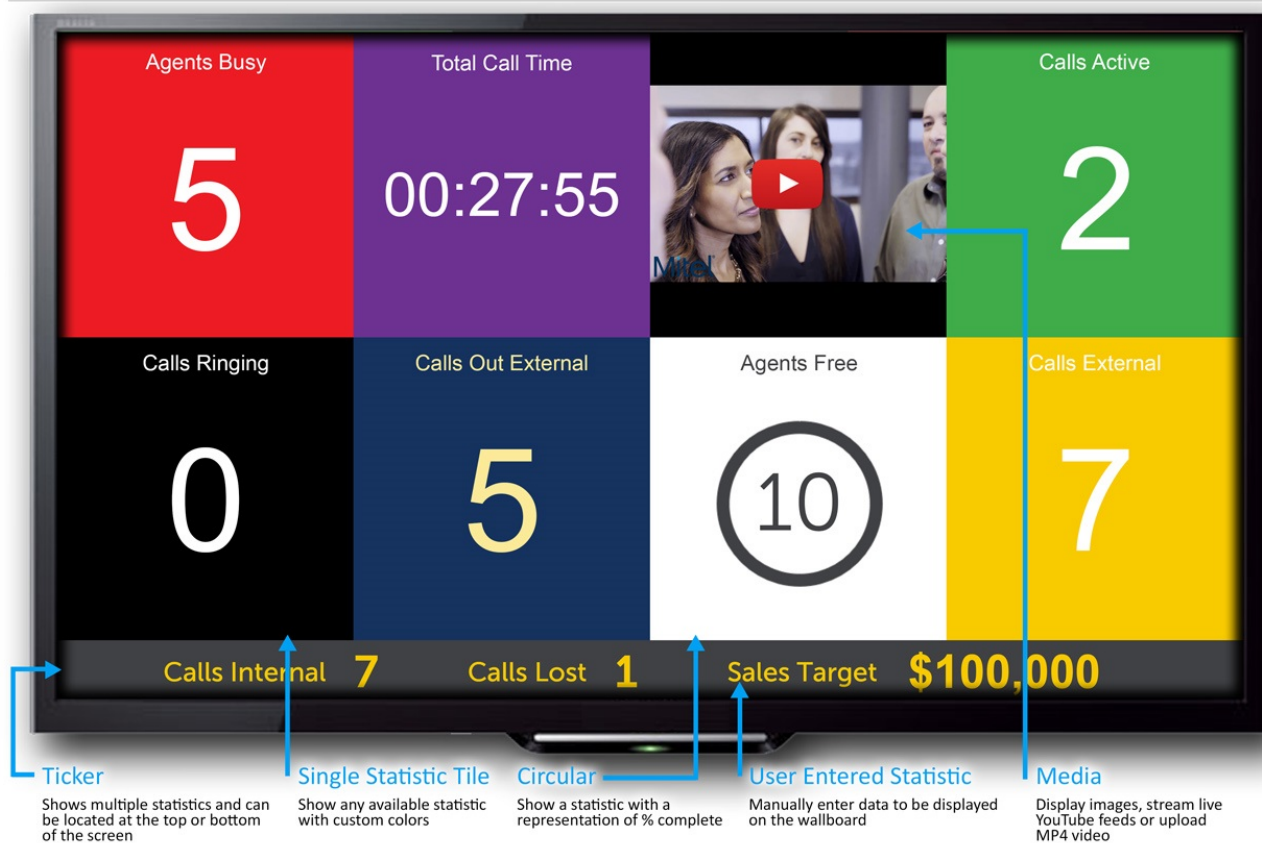 Agents Busy
5
Total Call Time
00:27:55
Mitel
Calls Active
2
Calls Ringing
0
Calls Out External
5
Agents Free
10
Calls External
7
Calls Internal 7 Calls Lost 1 Sales Target $100,000
Ticker
Shows multiple statistics and can
be located at the top or bottom
of the screen
Single Statistic Tile
Show any available statistic
with custom colors
Circular
Show a statistic with a
representation of % complete
User Entered Statistic
Manually enter data to be displayed
on the wallboard
Media
Display images, stream live
YouTube feeds or upload
MP4 video